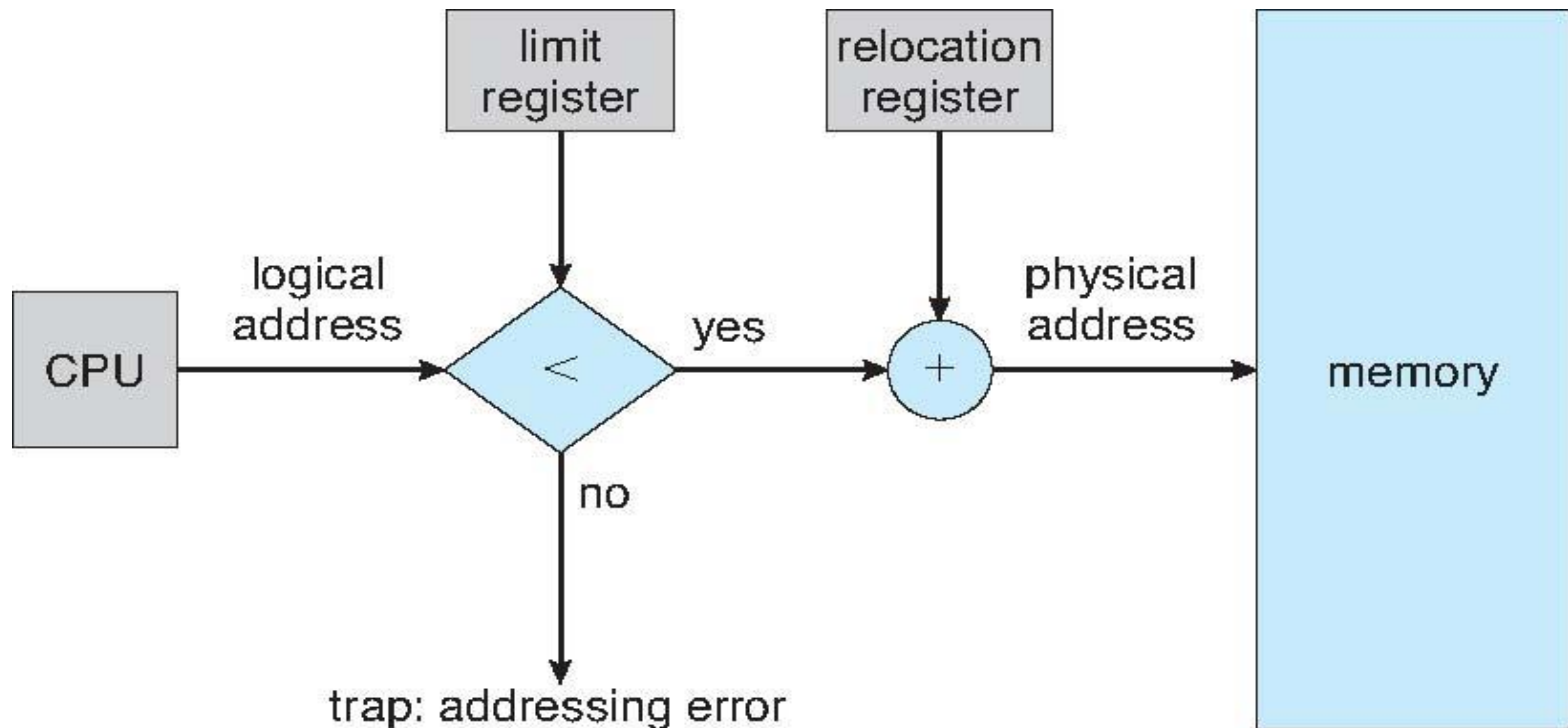 limit
register
relocation
register
logical
address
physical
address
CPU
<
yes
+
memory
no
trap: addressing error